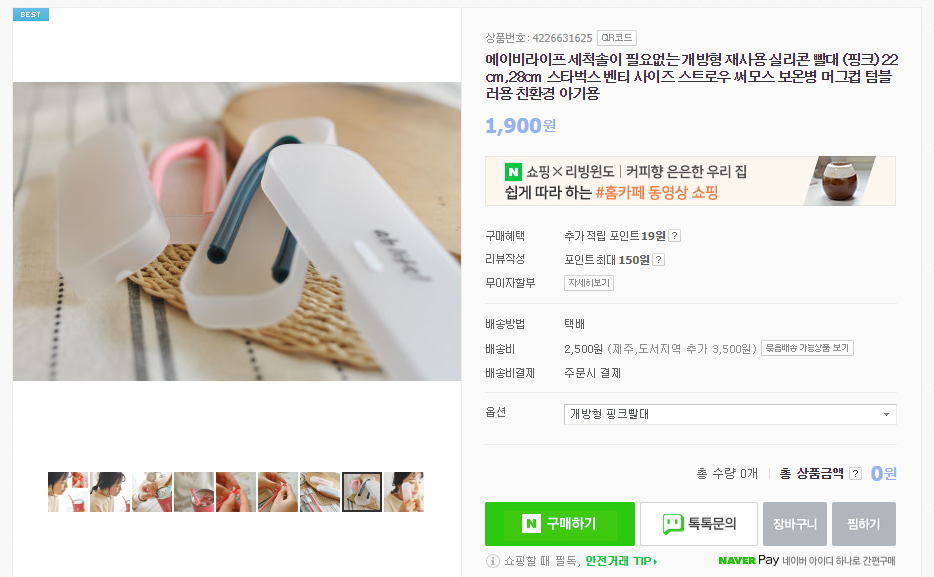 BEST
상품번호: 4226631625 QR코드
에이비라이프 세척솔이 필요없는 개방형 재사용 실리콘 빨대 (핑크) 22
cm,28cm 스타벅스 벤티 사이즈 스트로우 써모스 보온병 머그컵 텀블
러용 친환경 아기용
1,900원
N 쇼핑×리빙윈도 | 커피향 은은한 우리 집
쉽게 따라 하는 #홈카페 동영상 쇼핑
구매혜택 추가 적립 포인트 19원 ?
리뷰작성 포인트 최대 150원 ?
무이자할부 자세히보기
배송방법 택배
배송비 2,500원 (제주,도서지역 추가 3,500원) 묶음배송 가능상품 보기
배송비결제 주문시 결제
옵션 개방형 핑크빨대
총 수량 0개 | 총 상품금액 ? 0원
N 구매하기 톡톡문의 장바구니 찜하기
쇼핑할 때 필독, 안전거래 TIP NAVER Pay 네이버 아이디 하나로 간편구매
ab life!